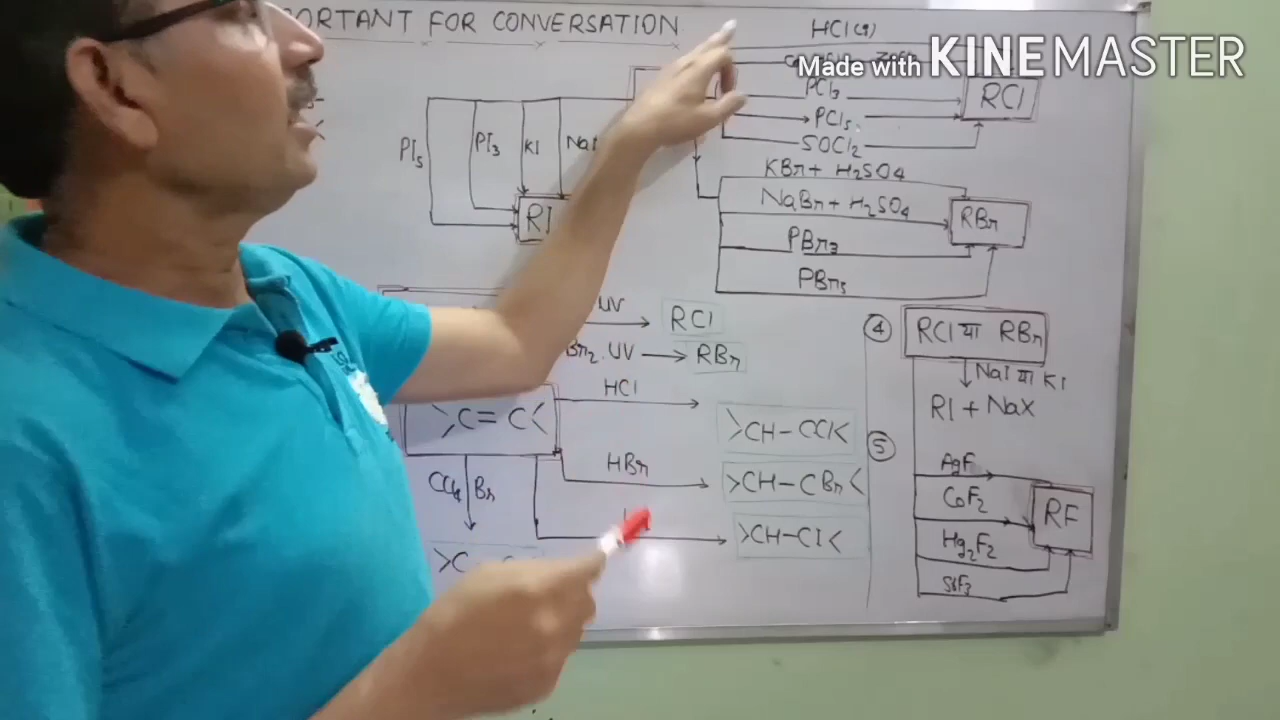 ORTANT FOR CONVERSATION
HCl(g)
Made with KINEMASTER
PCl3
RCl
PCl5
SOCl2
PI5
PI3
KI
NaI
RI
KBr + H2SO4
NaBr + H2SO4
RBr
PBr3
PBr5
UV
RCl
Br2 UV
RBr
④
RCl या RBr
NaI या KI
RI + NaX
HCl
>C=C<
>CH-CCl<
CCl4
Br
HBr
>CH-CBr<
>CH-CI<
>C
⑤
AgF
CoF2
RF
Hg2F2
SbF3